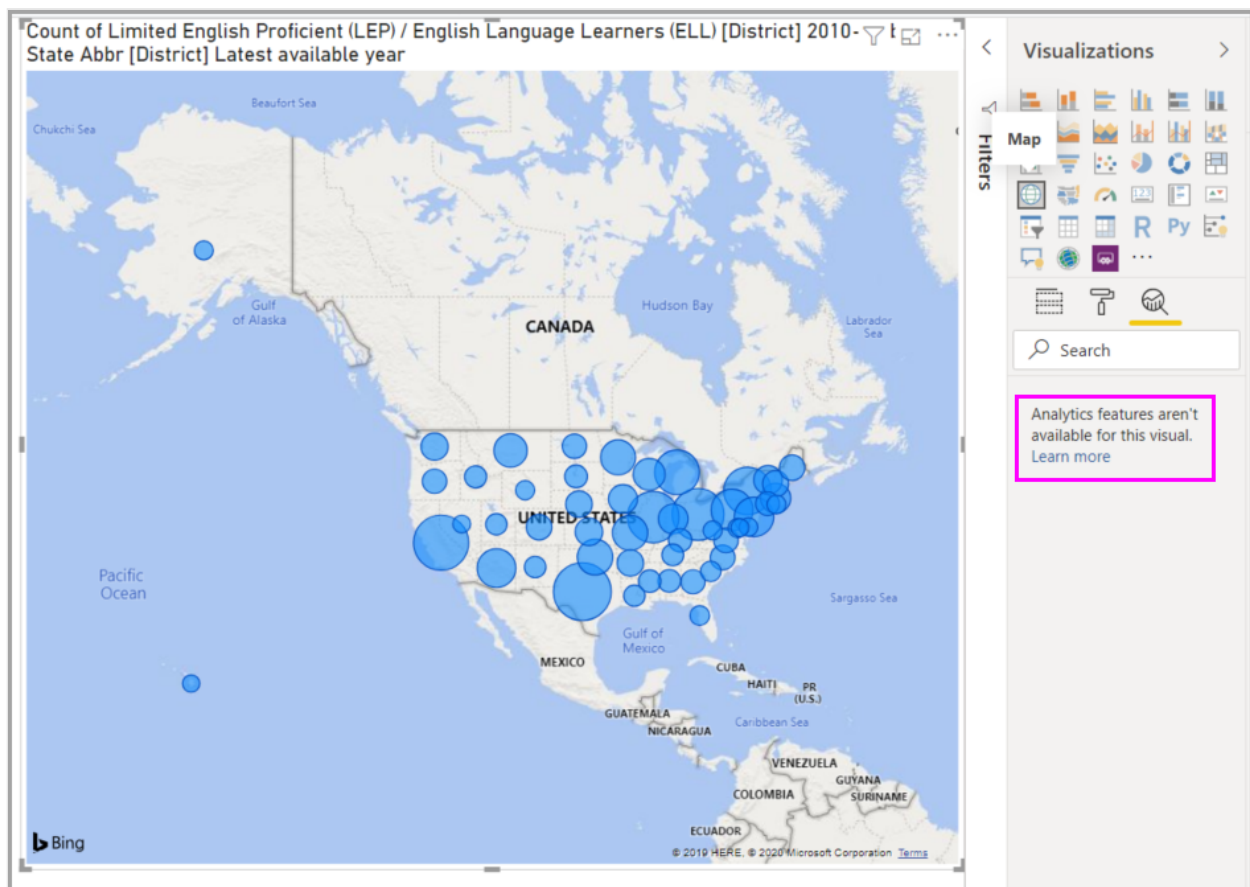 Count of Limited English Proficient (LEP) / English Language Learners (ELL) [District] 2010-
State Abbr [District] Latest available year
Beaufort Sea
Chukchi Sea
Gulf
of Alaska
Hudson Bay
CANADA
Labrador
Sea
UNITED STATES
Pacific
Ocean
Sargasso Sea
Gulf of
Mexico
MEXICO
CUBA
HAITI
PR
(U.S.)
GUATEMALA
NICARAGUA
Caribbean Sea
VENEZUELA
GUYANA
COLOMBIA
SURINAME
ECUADOR
Bing
© 2019 HERE, © 2020 Microsoft Corporation Terms
Filters
Visualizations
Map
123
R
Py
Search
Analytics features aren't
available for this visual.
Learn more